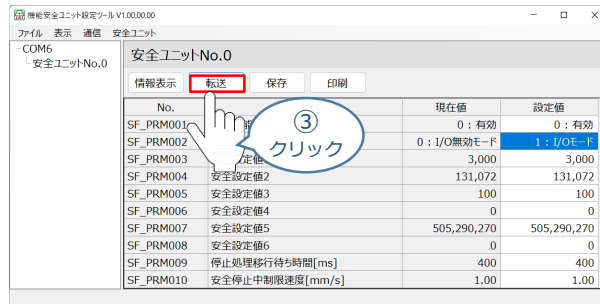 機能安全ユニット設定ツール V1.00.00.00
ファイル 表示 通信 安全ユニット
COM6
安全ユニットNo.0
安全ユニットNo.0
情報表示 転送 保存 印刷
No. 現在値 設定値
SF_PRM001 0：有効 0：有効
SF_PRM002 0：I/O無効モード 1：I/Oモード
SF_PRM003 定値 3,000 3,000
SF_PRM004 安全設定値2 131,072 131,072
SF_PRM005 安全設定値3 100 100
SF_PRM006 安全設定値4 0 0
SF_PRM007 安全設定値5 505,290,270 505,290,270
SF_PRM008 安全設定値6 0 0
SF_PRM009 停止処理移行待ち時間[ms] 400 400
SF_PRM010 安全停止中制限速度[mm/s] 1.00 1.00
③
クリック